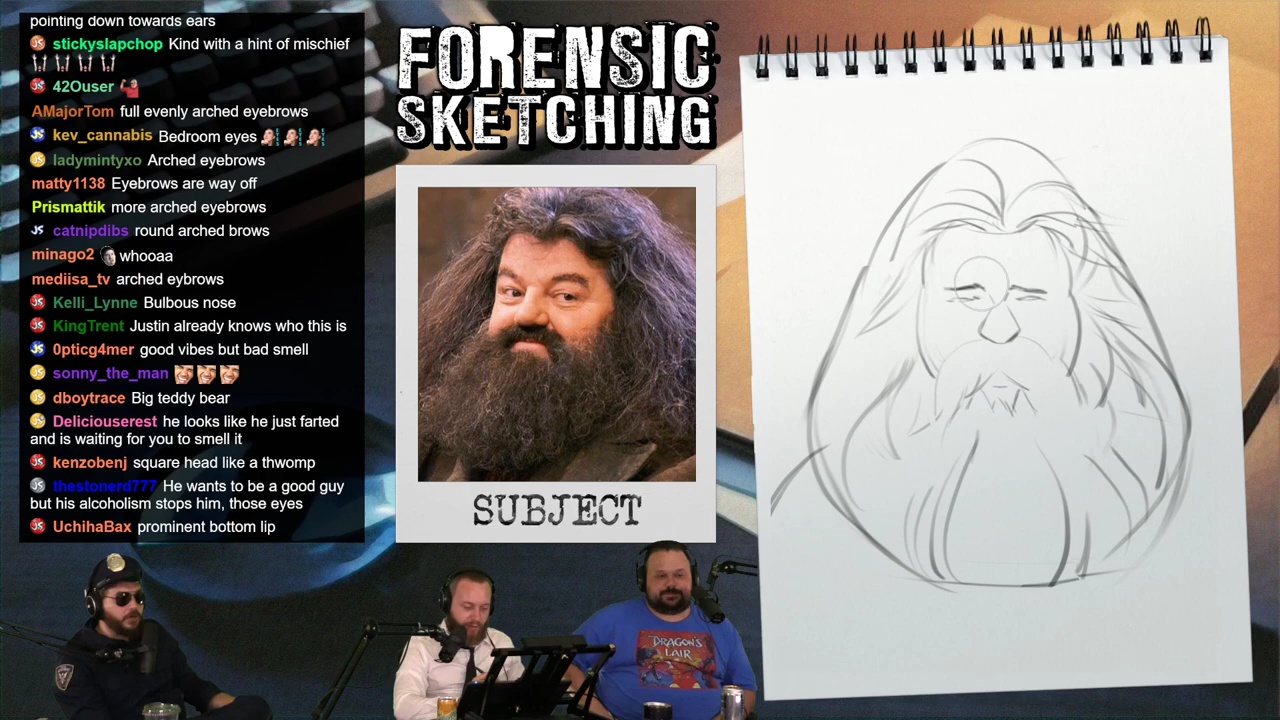 pointing down towards ears
stickyslapchop Kind with a hint of mischief
42Ouser
AMajorTom full evenly arched eyebrows
kev_cannabis Bedroom eyes
ladymintyxo Arched eyebrows
matty1138 Eyebrows are way off
Prismattik more arched eyebrows
catnipdibs round arched brows
minago2 whooaa
mediisa_tv arched eybrows
Kelli_Lynne Bulbous nose
KingTrent Justin already knows who this is
0pticg4mer good vibes but bad smell
sonny_the_man
dboytrace Big teddy bear
Deliciouserest he looks like he just farted
and is waiting for you to smell it
kenzobenj square head like a thwomp
thestonerd777 He wants to be a good guy
but his alcoholism stops him, those eyes
UchihaBax prominent bottom lip
FORENSIC
SKETCHING
SUBJECT
DRAGON'S
LAIR